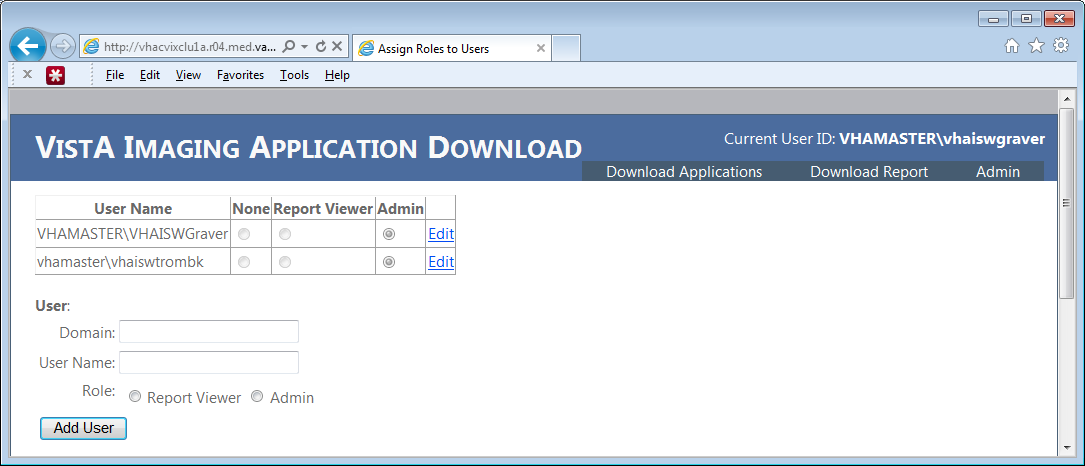 http://vhacvixclu1a.r04.med.va...
Assign Roles to Users
File Edit View Favorites Tools Help
VistA Imaging Application Download
Current User ID: VHAMASTER\vhaiswgraver
Download Applications Download Report Admin
User Name None Report Viewer Admin
VHAMASTER\VHAISWGraver Edit
vhamaster\vhaiswtrombk Edit
User:
Domain:
User Name:
Role: Report Viewer Admin
Add User